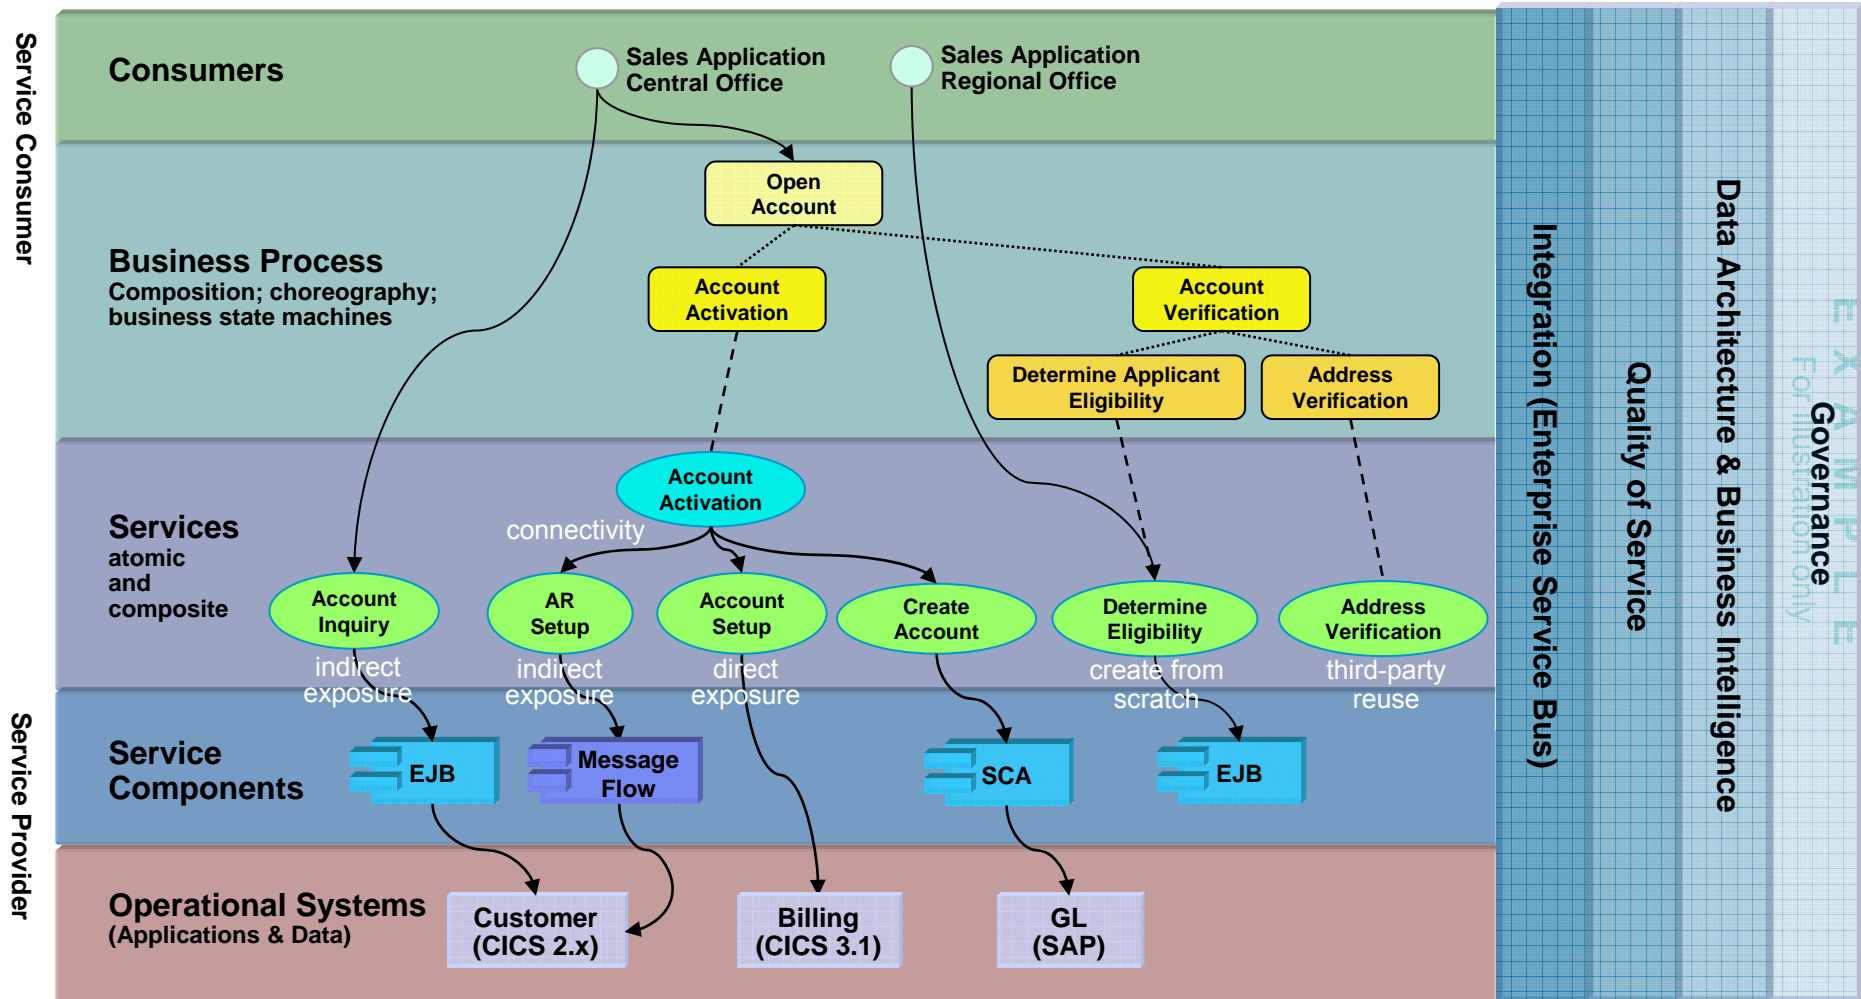 Service Consumer
Service Provider
Consumers
Sales Application
Central Office
Sales Application
Regional Office
Open
Account
Business Process
Composition; choreography;
business state machines
Account
Activation
Account
Verification
Determine Applicant
Eligibility
Address
Verification
Account
Activation
connectivity
Services
atomic
and
composite
Account
Inquiry
AR
Setup
Account
Setup
Create
Account
Determine
Eligibility
Address
Verification
indirect
exposure
indirect
exposure
direct
exposure
create from
scratch
third-party
reuse
Service
Components
EJB
Message
Flow
SCA
EJB
Operational Systems
(Applications & Data)
Customer
(CICS 2.x)
Billing
(CICS 3.1)
GL
(SAP)
Integration (Enterprise Service Bus)
Quality of Service
Data Architecture & Business Intelligence
Governance
E X A M P L E
For Illustration only